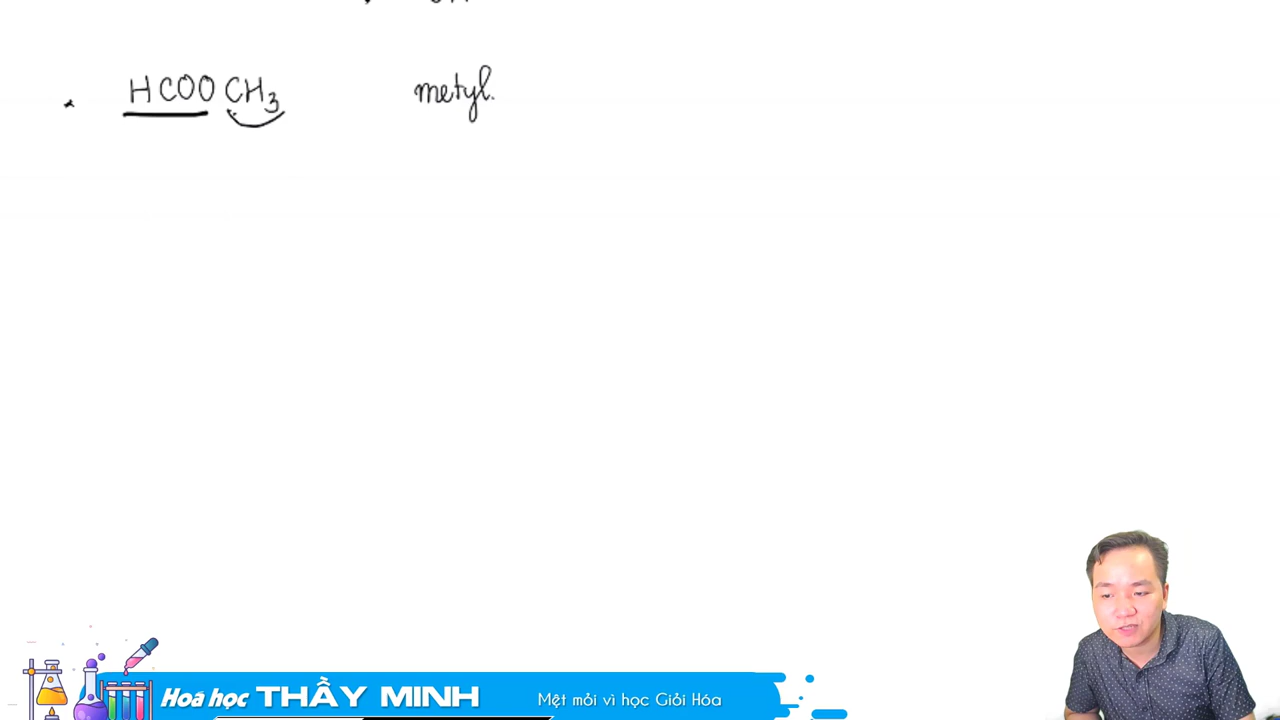 HCOOCH3 metyl.
Hoá học THẦY MINH Mệt mỏi vì học Giỏi Hóa